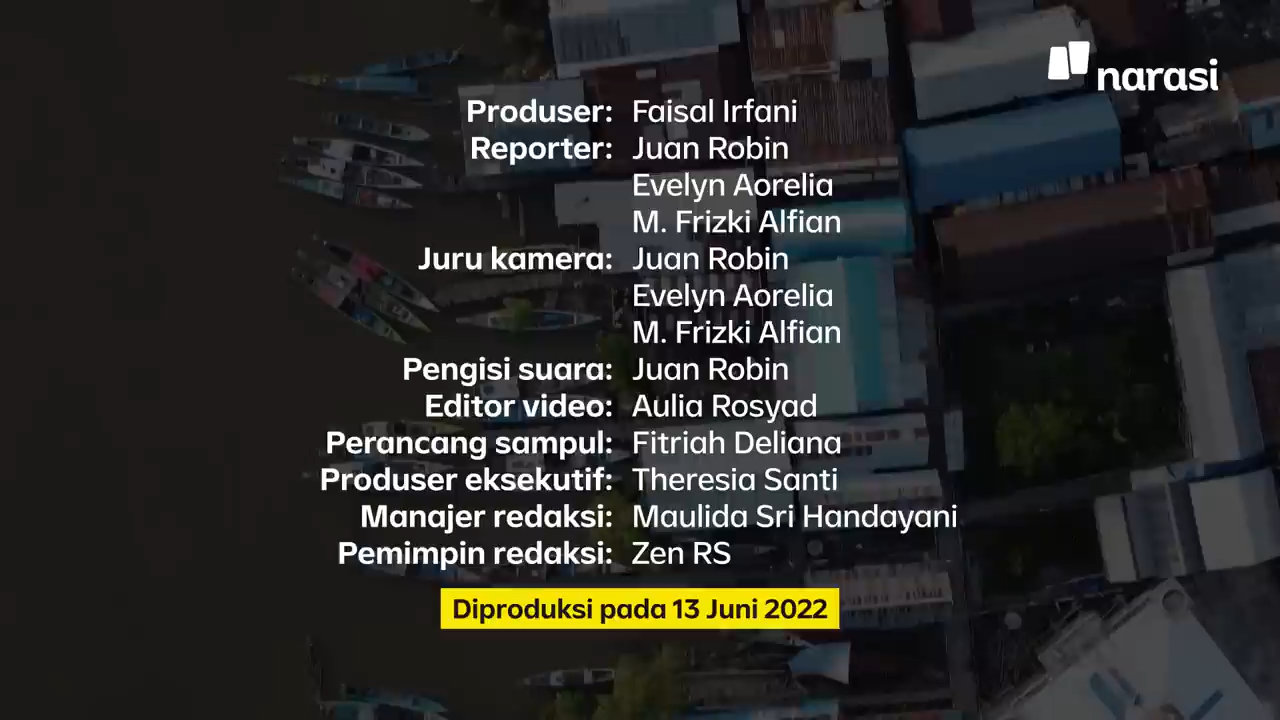 narasi
Produser: Faisal Irfani
Reporter: Juan Robin
Evelyn Aorelia
M. Frizki Alfian
Juru kamera: Juan Robin
Evelyn Aorelia
M. Frizki Alfian
Pengisi suara: Juan Robin
Editor video: Aulia Rosyad
Perancang sampul: Fitriah Deliana
Produser eksekutif: Theresia Santi
Manajer redaksi: Maulida Sri Handayani
Pemimpin redaksi: Zen RS
Diproduksi pada 13 Juni 2022